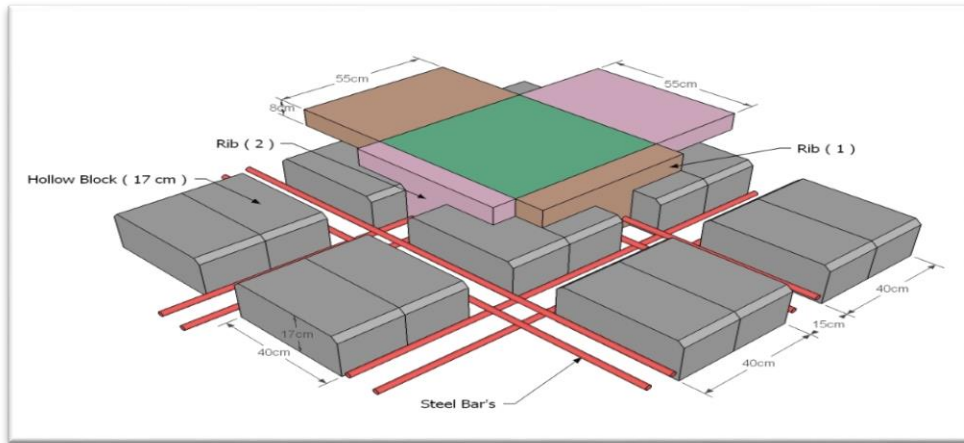 55cm
55cm
8cm
Rib ( 2 )
Rib ( 1 )
Hollow Block ( 17 cm )
40cm
15cm
17cm
40cm
40cm
Steel Bar's